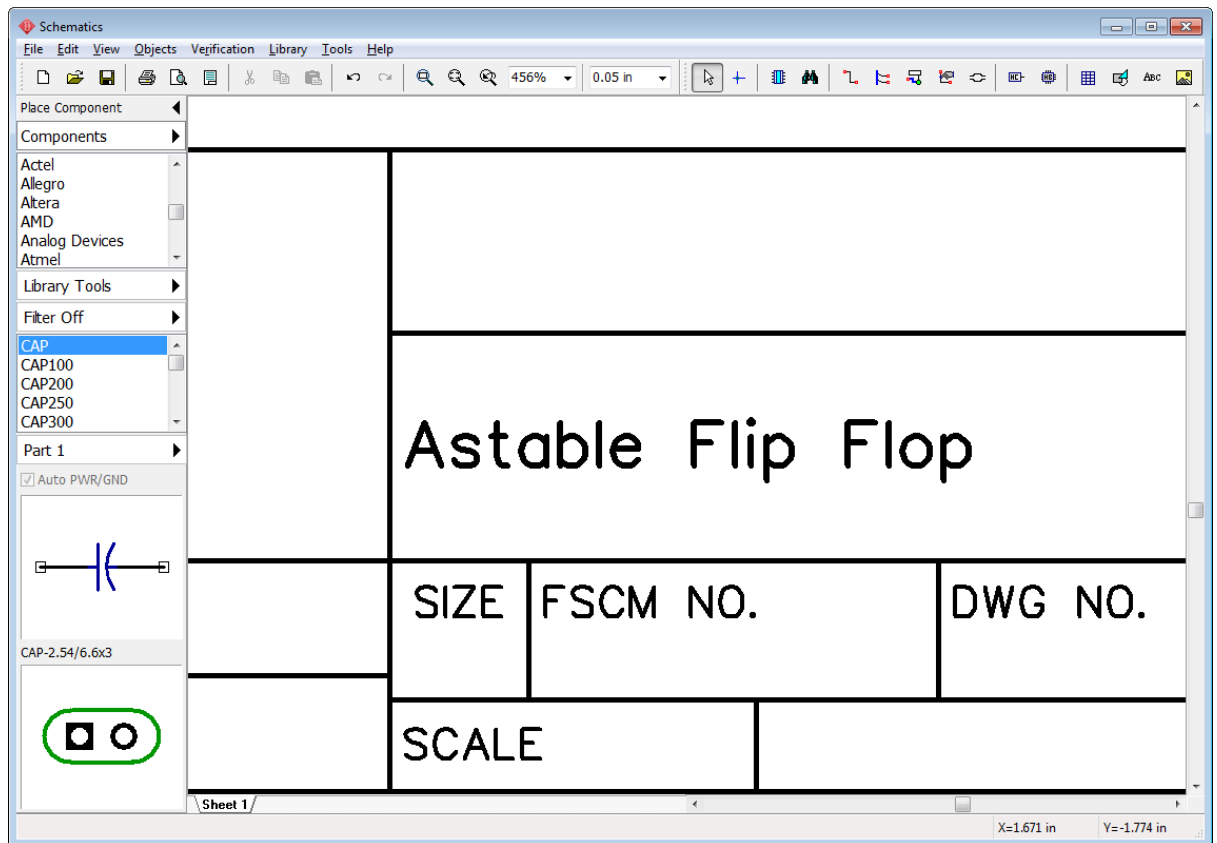 Schematics
File Edit View Objects Verification Library Tools Help
456% 0.05 in ABC
Place Component
Components
Actel
Allegro
Altera
AMD
Analog Devices
Atmel
Library Tools
Filter Off
CAP
CAP100
CAP200
CAP250
CAP300
Part 1
Auto PWR/GND
CAP-2.54/6.6x3
Astable Flip Flop
SIZE FSCM NO. DWG NO.
SCALE
Sheet 1
X=1.671 in Y=-1.774 in